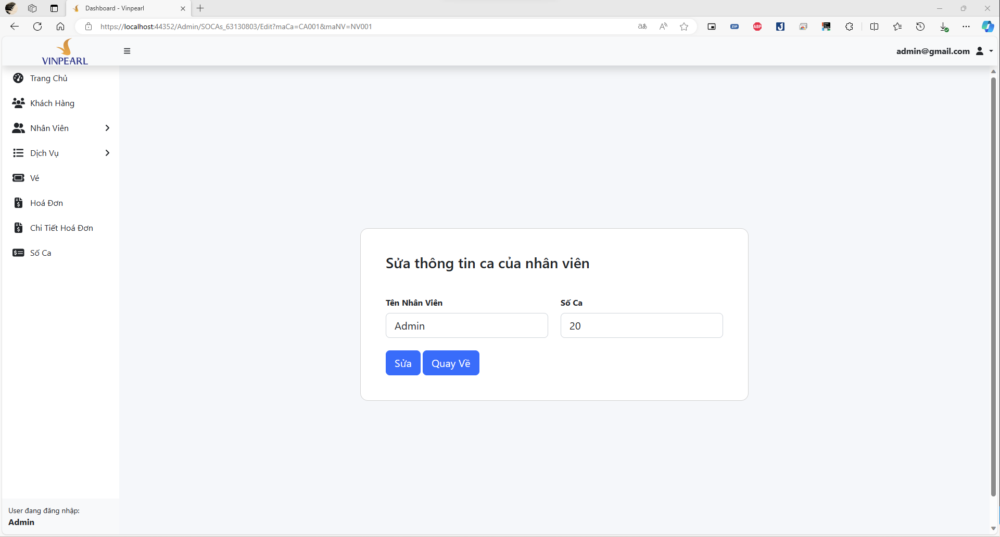 Dashboard - Vinpearl
https://localhost:44352/Admin/SOCAs_63130803/Edit?maCa=CA001&maNV=NV001
ZIP
ABP
VINPEARL
admin@gmail.com
Trang Chủ
Khách Hàng
Nhân Viên
Dịch Vụ
Vé
Hoá Đơn
Chi Tiết Hoá Đơn
Số Ca
Sửa thông tin ca của nhân viên
Tên Nhân Viên
Số Ca
Admin
20
Sửa
Quay Về
User đang đăng nhập:
Admin